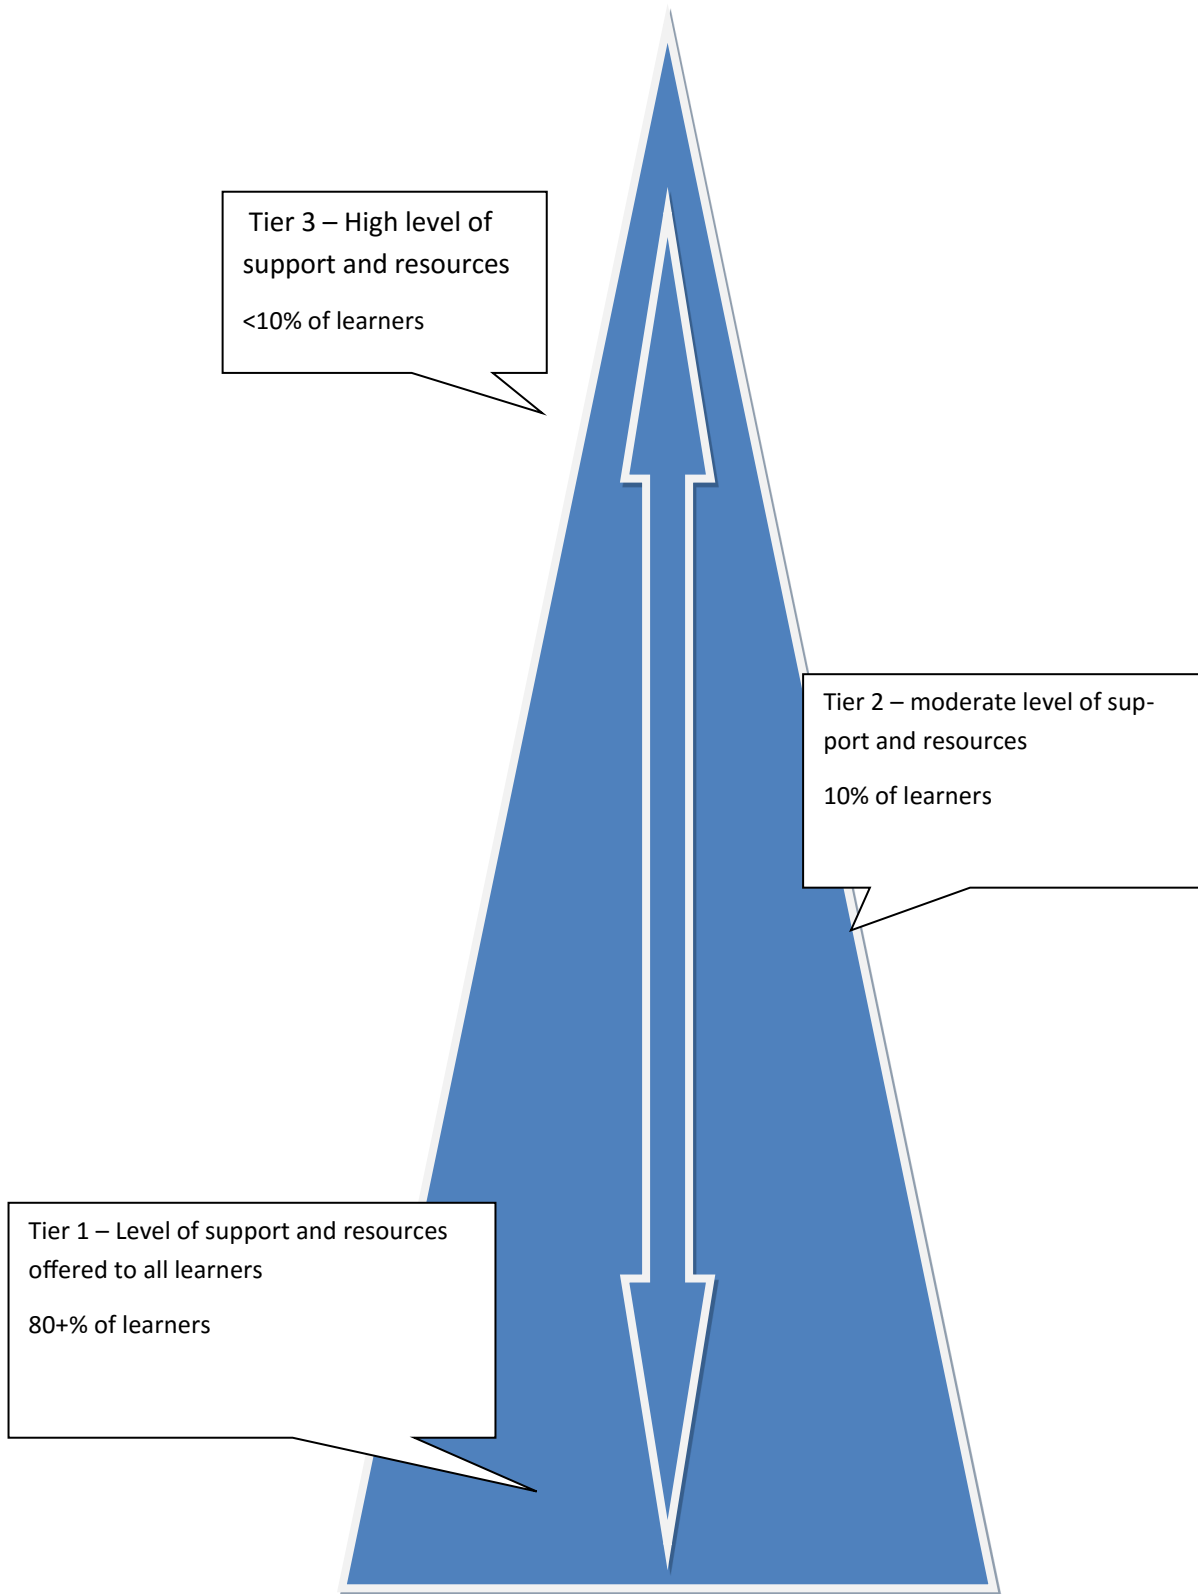 Tier 3 – High level of
support and resources
<10% of learners
Tier 2 – moderate level of sup-
port and resources
10% of learners
Tier 1 – Level of support and resources
offered to all learners
80+% of learners